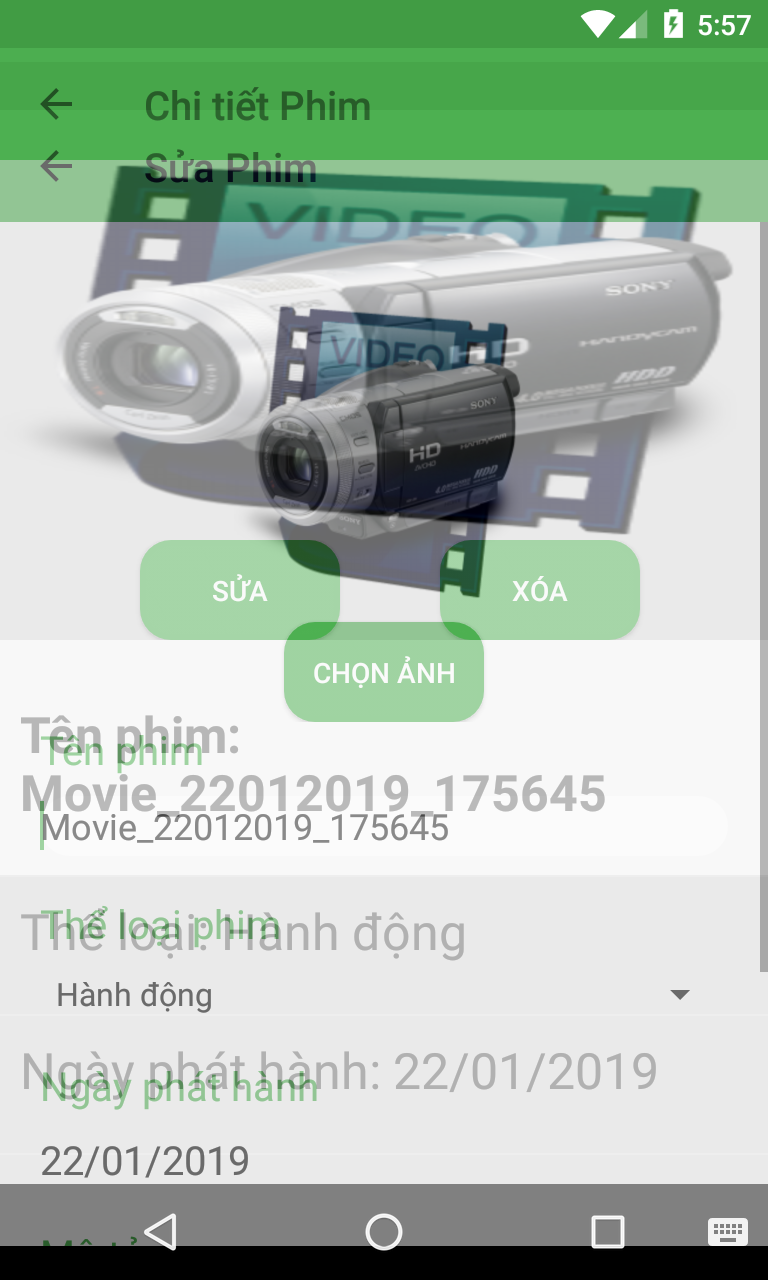 5:57
Chi tiết Phim
Sửa Phim
VIDEO
SONY
HANDYCAM
HDD
VIDEO
HD
SONY
HD
HANDYCAM
HDD
SỬA
XÓA
CHỌN ẢNH
Tên phim:
Tên phim
Movie_22012019_175645
Movie_22012019_175645
Thể loại phim
Thể loại: Hành động
Hành động
Ngày phát hành: 22/01/2019
Ngày phát hành
22/01/2019